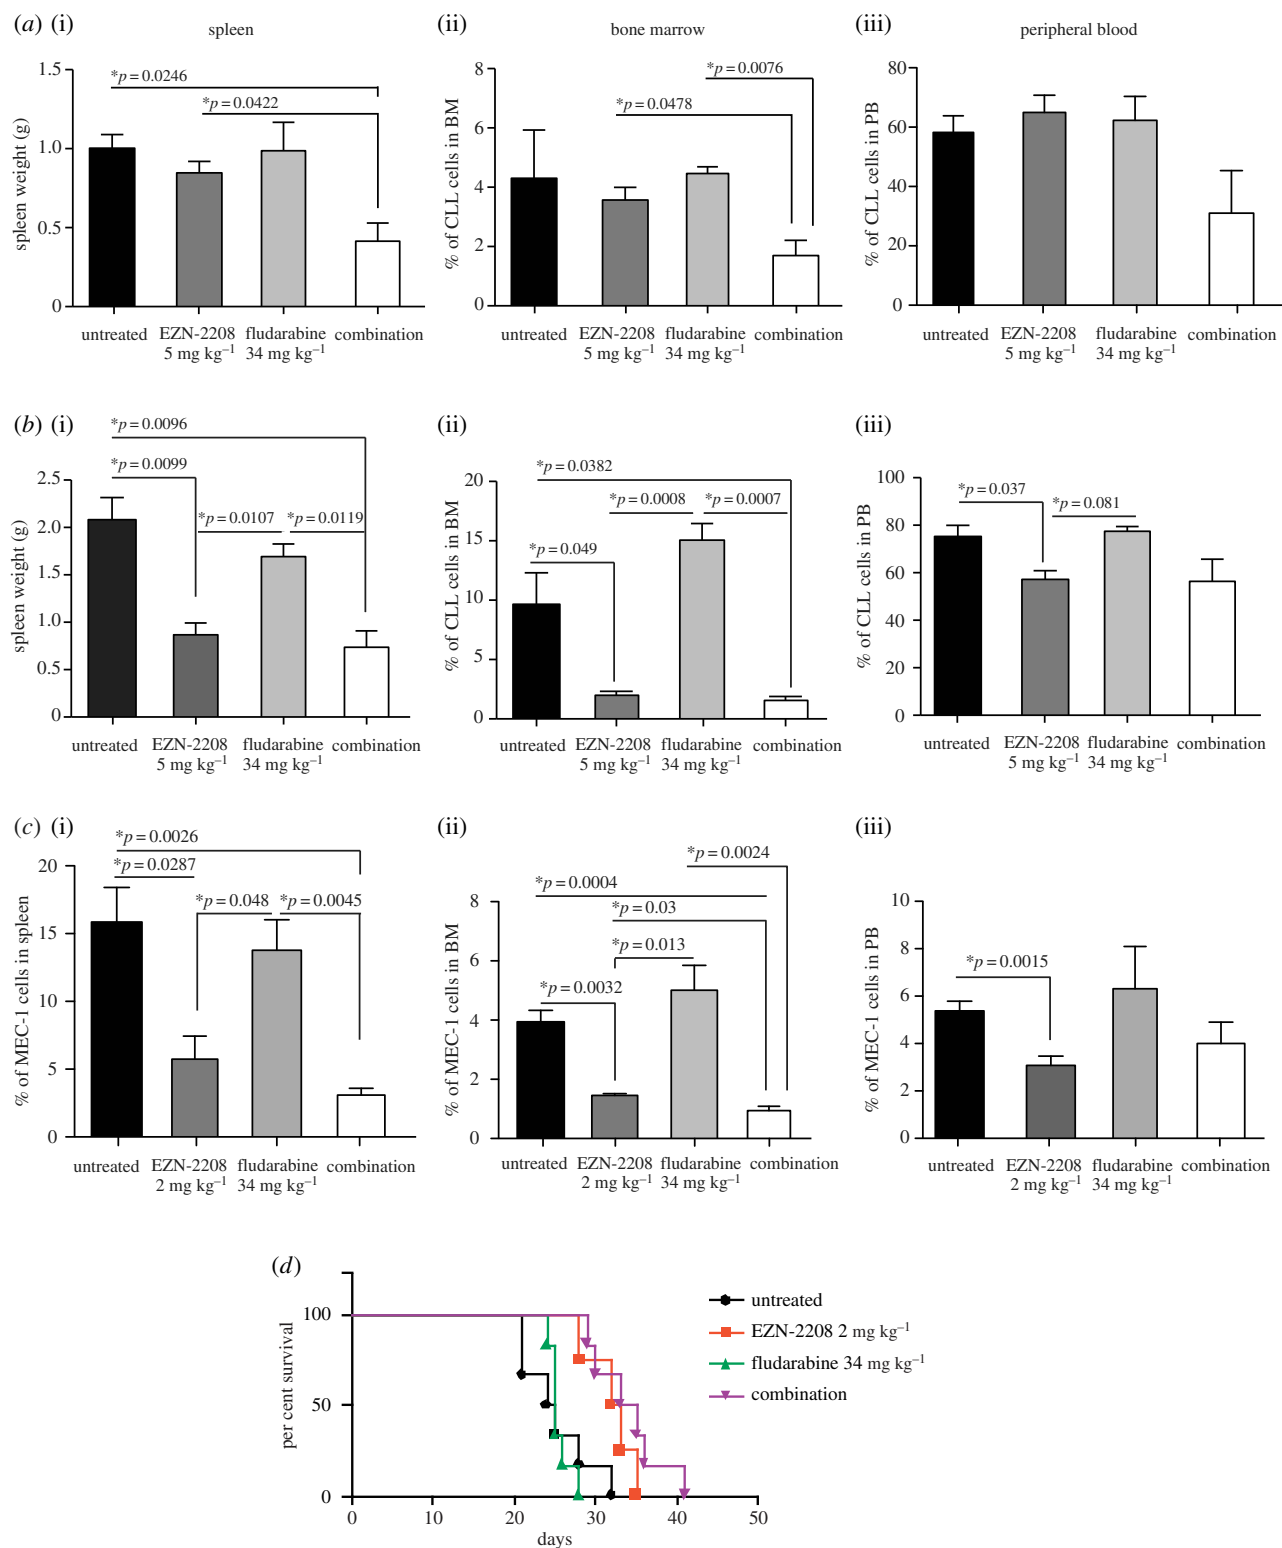 (a) (i)
spleen
(ii)
bone marrow
(iii)
peripheral blood
spleen weight (g)
1.5
1.0
0.5
0
*p = 0.0246
*p = 0.0422
untreated
EZN-2208
5 mg kg⁻¹
fludarabine
34 mg kg⁻¹
combination
% of CLL cells in BM
8
6
4
2
0
*p = 0.0076
*p = 0.0478
untreated
EZN-2208
5 mg kg⁻¹
fludarabine
34 mg kg⁻¹
combination
% of CLL cells in PB
80
60
40
20
0
untreated
EZN-2208
5 mg kg⁻¹
fludarabine
34 mg kg⁻¹
combination
(b) (i)
*p = 0.0096
*p = 0.0099
*p = 0.0107
*p = 0.0119
spleen weight (g)
2.5
2.0
1.5
1.0
0.5
0
untreated
EZN-2208
5 mg kg⁻¹
fludarabine
34 mg kg⁻¹
combination
(ii)
*p = 0.0382
*p = 0.0008
*p = 0.0007
*p = 0.049
% of CLL cells in BM
20
15
10
5
0
untreated
EZN-2208
5 mg kg⁻¹
fludarabine
34 mg kg⁻¹
combination
(iii)
*p = 0.037
*p = 0.081
% of CLL cells in PB
100
80
60
40
20
0
untreated
EZN-2208
5 mg kg⁻¹
fludarabine
34 mg kg⁻¹
combination
(c) (i)
*p = 0.0026
*p = 0.0287
*p = 0.048
*p = 0.0045
% of MEC-1 cells in spleen
20
15
10
5
0
untreated
EZN-2208
2 mg kg⁻¹
fludarabine
34 mg kg⁻¹
combination
(ii)
*p = 0.0024
*p = 0.0004
*p = 0.03
*p = 0.013
*p = 0.0032
% of MEC-1 cells in BM
8
6
4
2
0
untreated
EZN-2208
2 mg kg⁻¹
fludarabine
34 mg kg⁻¹
combination
(iii)
*p = 0.0015
% of MEC-1 cells in PB
10
8
6
4
2
0
untreated
EZN-2208
2 mg kg⁻¹
fludarabine
34 mg kg⁻¹
combination
(d)
per cent survival
100
50
0
0
10
20
30
40
50
days
untreated
EZN-2208 2 mg kg⁻¹
fludarabine 34 mg kg⁻¹
combination